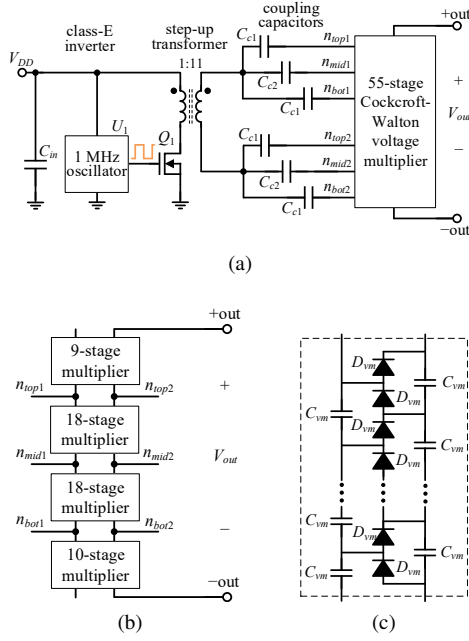 class-E
inverter
step-up
transformer
1:11
coupling
capacitors
+out
V_DD
C_c1
n_top1
C_c2
n_mid1
C_c1
n_bot1
U_1
Q_1
C_in
1 MHz
oscillator
55-stage
Cockcroft-
Walton
voltage
multiplier
+
V_out
−
C_c1
n_top2
C_c2
n_mid2
C_c1
n_bot2
−out
(a)
+out
9-stage
multiplier
n_top1
n_top2
+
18-stage
multiplier
n_mid1
n_mid2
V_out
18-stage
multiplier
n_bot1
n_bot2
−
10-stage
multiplier
−out
(b)
D_vm
C_vm
D_vm
C_vm
D_vm
C_vm
D_vm
C_vm
D_vm
C_vm
D_vm
C_vm
(c)